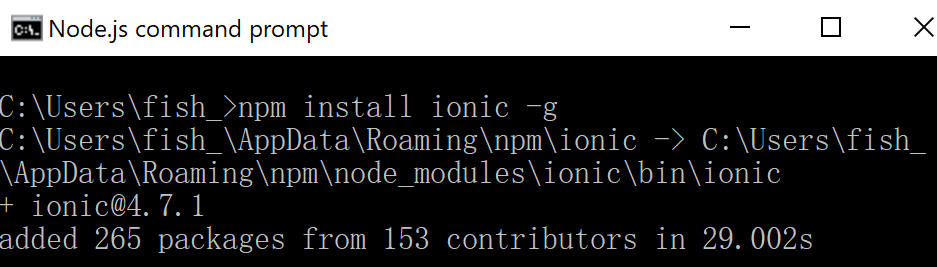 Node.js command prompt
C:\Users\fish_>npm install ionic -g
C:\Users\fish_\AppData\Roaming\npm\ionic -> C:\Users\fish_
\AppData\Roaming\npm\node_modules\ionic\bin\ionic
+ ionic@4.7.1
added 265 packages from 153 contributors in 29.002s